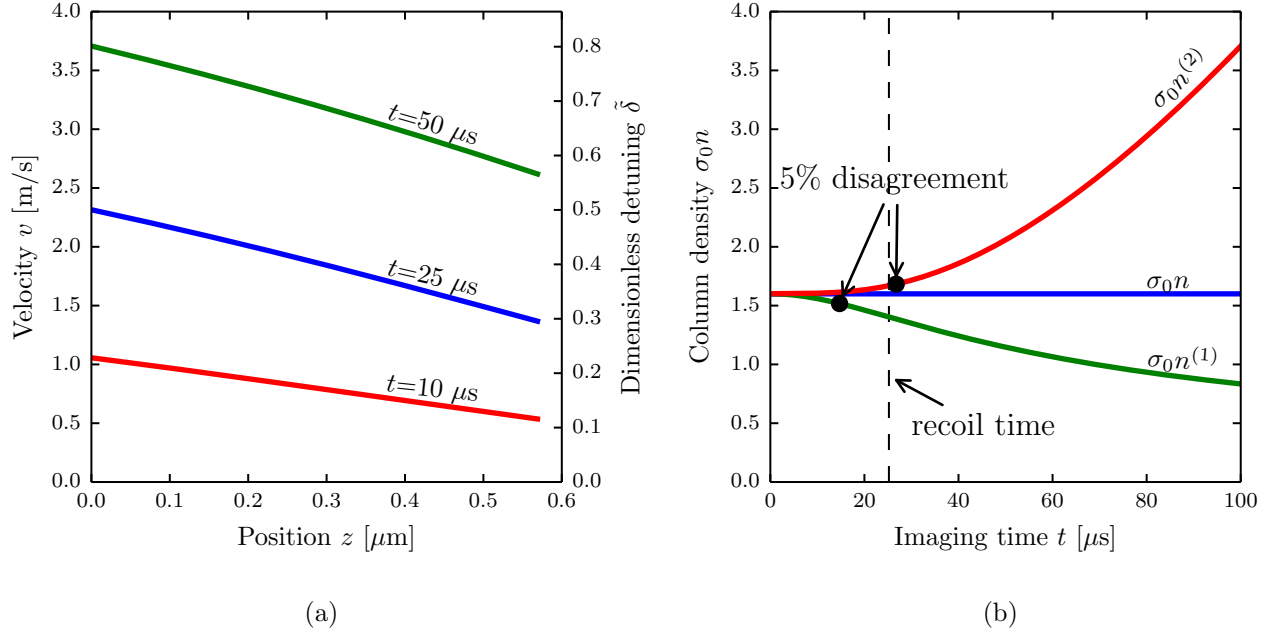 4.0
3.5
3.0
2.5
2.0
1.5
1.0
0.5
0.0
Velocity v [m/s]
0.0 0.1 0.2 0.3 0.4 0.5 0.6
Position z [μm]
0.8
0.7
0.6
0.5
0.4
0.3
0.2
0.1
0.0
Dimensionless detuning δ̃
t=50 μs
t=25 μs
t=10 μs
(a)
4.0
3.5
3.0
2.5
2.0
1.5
1.0
0.5
0.0
Column density σ₀n
0 20 40 60 80 100
Imaging time t [μs]
σ₀n⁽²⁾
5% disagreement
σ₀n
σ₀n⁽¹⁾
recoil time
(b)